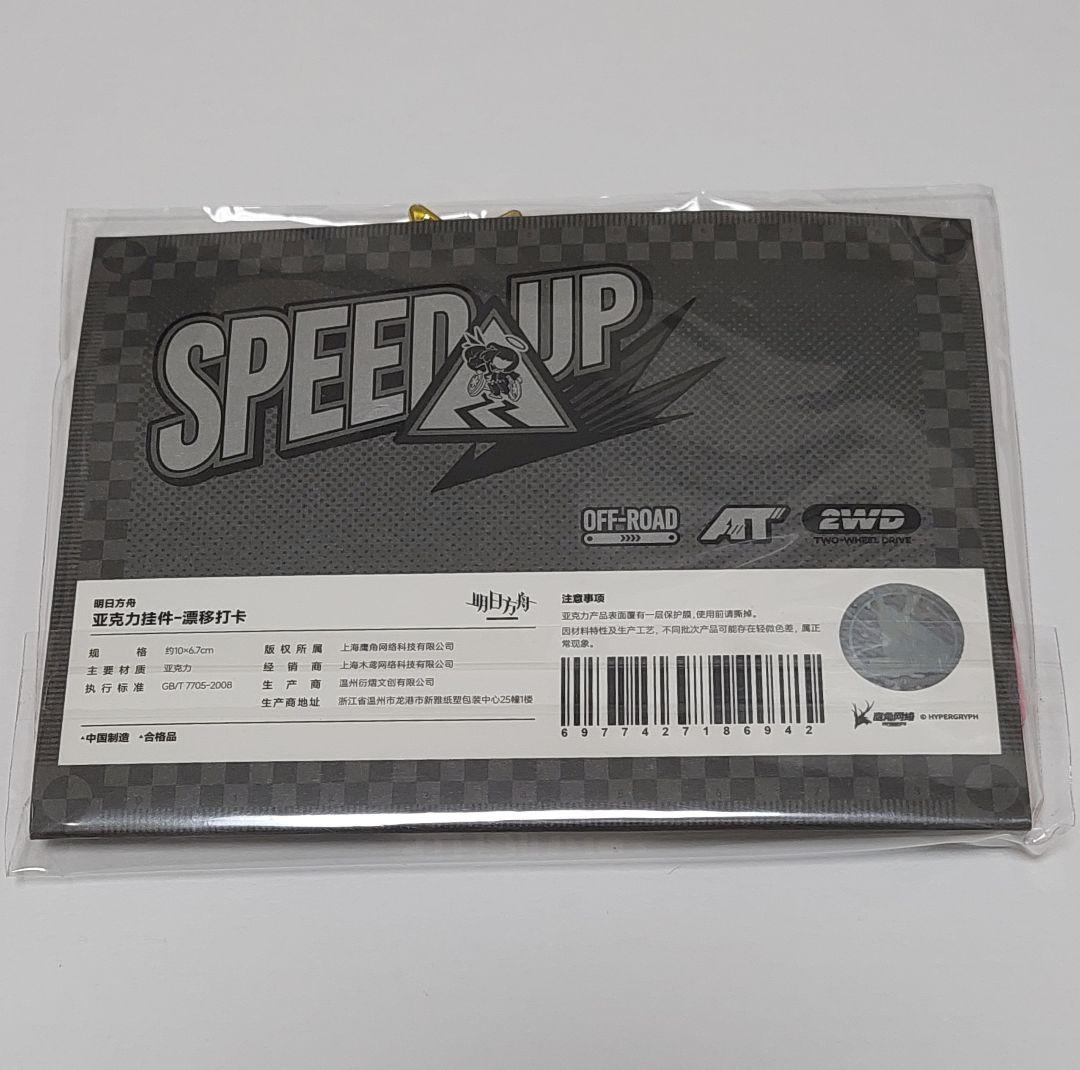 SPEED UP
OFF-ROAD
AT
2WD
TWO-WHEEL DRIVE
明日方舟
亚克力挂件-漂移打卡
明日方舟
规 格 约10×6.7cm
主要材质 亚克力
执行标准 GB/T 7705-2008
版权所属 上海鹰角网络科技有限公司
经销商 上海木鸢网络科技有限公司
生产商 温州衍熠文创有限公司
生产商地址 浙江省温州市龙港市新雅纸塑包装中心25幢1楼
▲中国制造 ▲合格品
注意事项
亚克力产品表面覆有一层保护膜,使用前请撕掉。
因材料特性及生产工艺，不同批次产品可能存在轻微色差，属正
常现象。
6977427186942
鹰角网络
© HYPERGRYPH